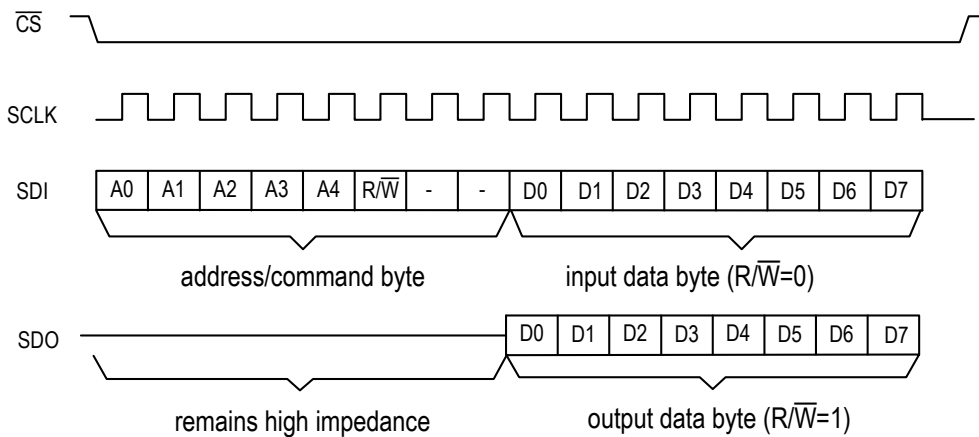 C̅S̅
SCLK
SDI A0 A1 A2 A3 A4 R/W̅ - - D0 D1 D2 D3 D4 D5 D6 D7
address/command byte input data byte (R/W̅=0)
SDO D0 D1 D2 D3 D4 D5 D6 D7
remains high impedance output data byte (R/W̅=1)